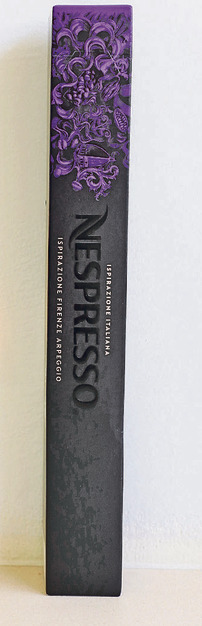 ISPIRAZIONE ITALIANA
NESPRESSO
ISPIRAZIONE FIRENZE ARPEGGIO